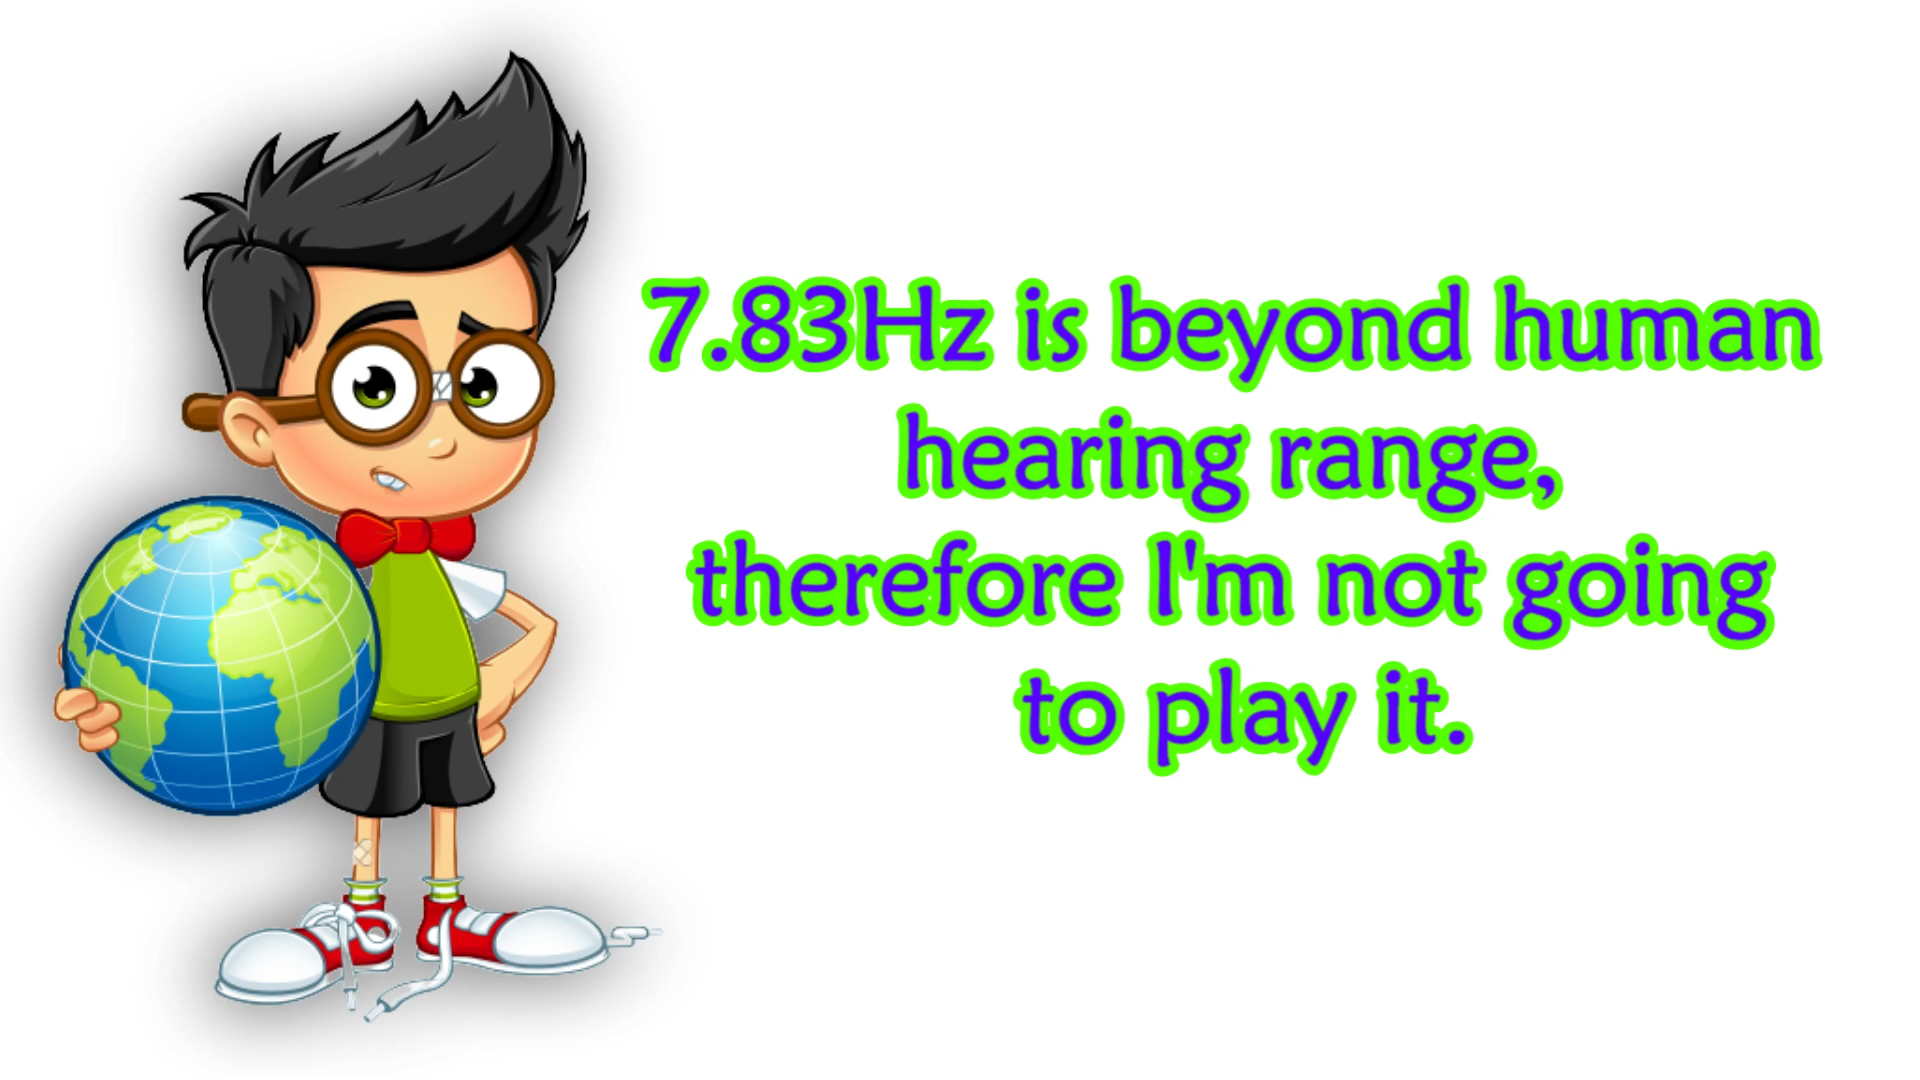 7.83Hz is beyond human
hearing range,
therefore I'm not going
to play it.